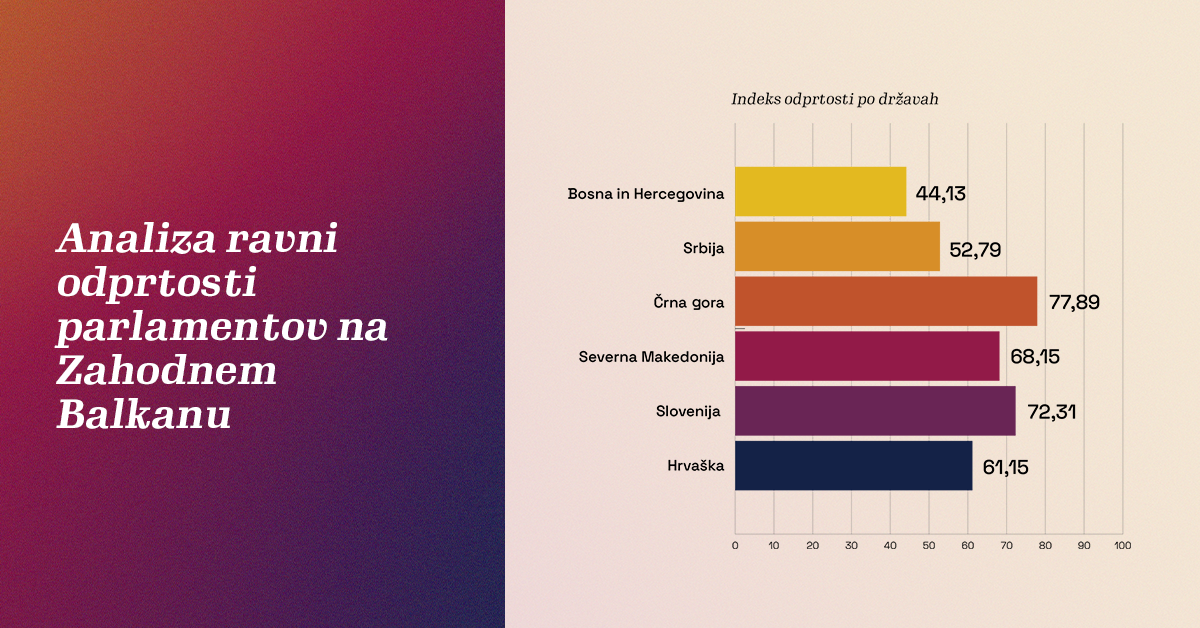 Analiza ravni
odprtosti
parlamentov na
Zahodnem
Balkanu
Indeks odprtosti po državah
Bosna in Hercegovina 44,13
Srbija 52,79
Črna gora 77,89
Severna Makedonija 68,15
Slovenija 72,31
Hrvaška 61,15
0 10 20 30 40 50 60 70 80 90 100